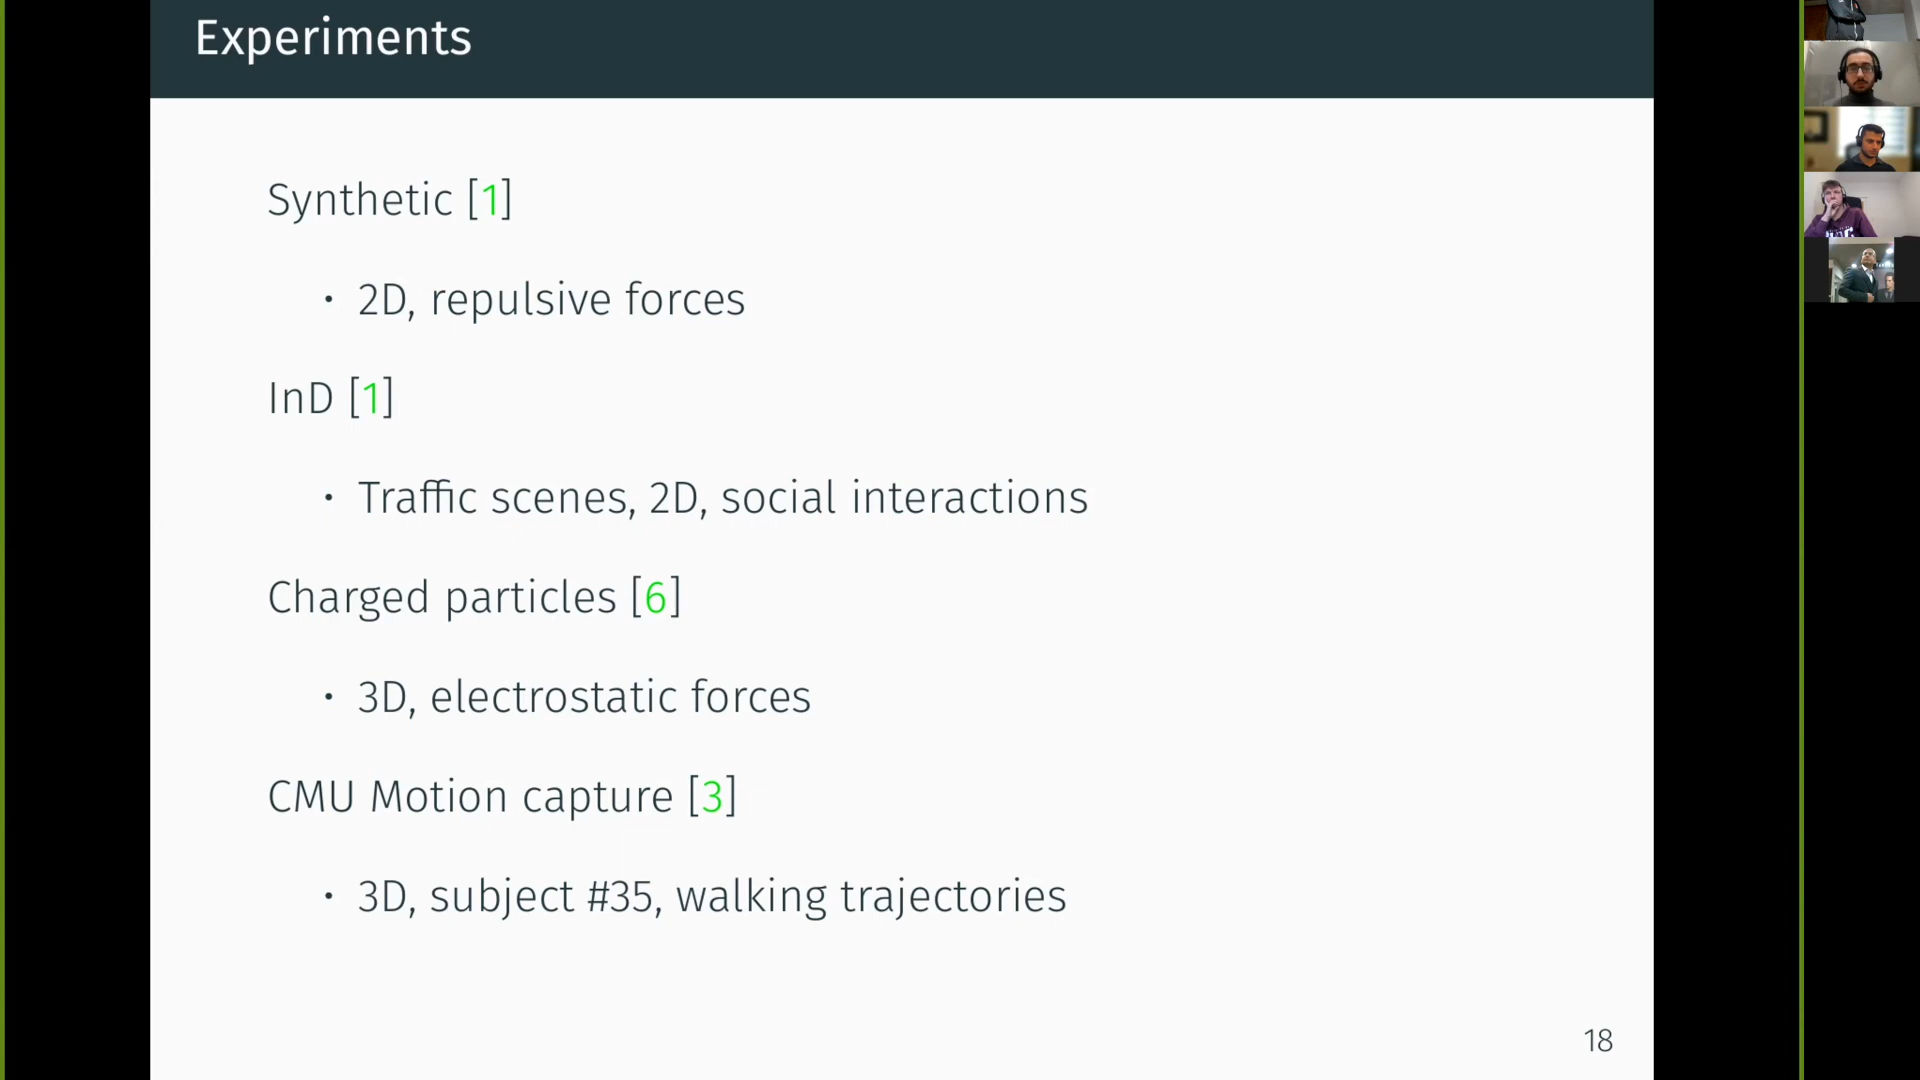 Experiments
Synthetic [1]
• 2D, repulsive forces
InD [1]
• Traffic scenes, 2D, social interactions
Charged particles [6]
• 3D, electrostatic forces
CMU Motion capture [3]
• 3D, subject #35, walking trajectories
18